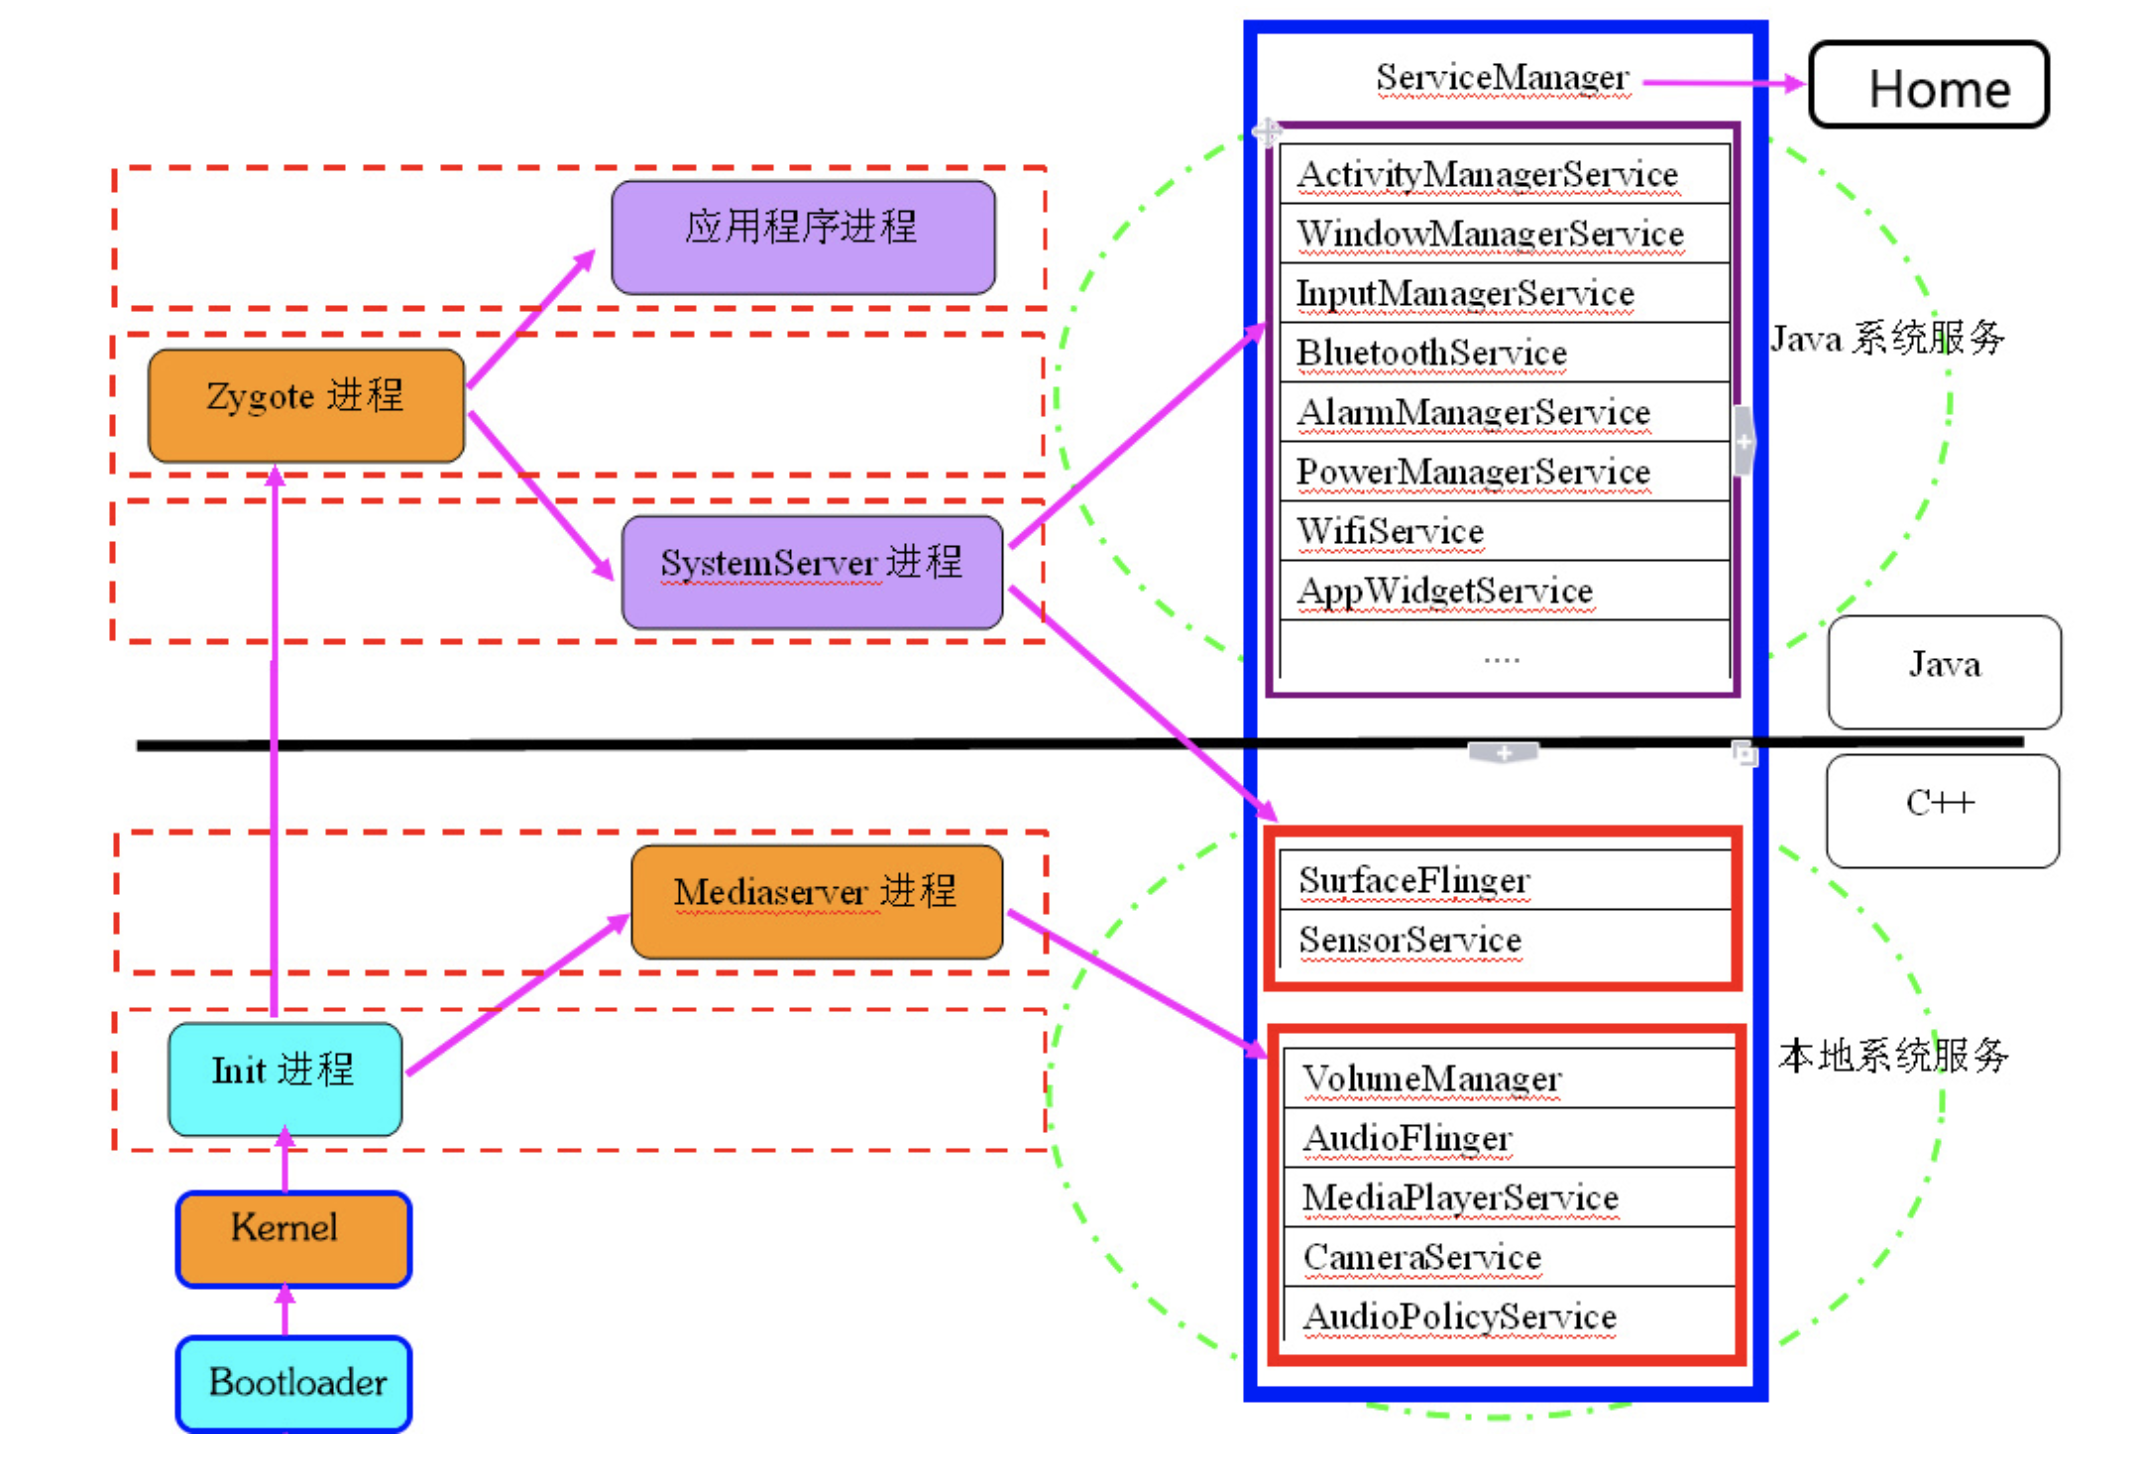 ServiceManager
Home
ActivityManagerService
WindowManagerService
InputManagerService
BluetoothService
AlarmManagerService
PowerManagerService
WifiService
AppWidgetService
....
Java 系统服务
应用程序进程
Zygote 进程
SystemServer 进程
Java
C++
Mediaserver 进程
SurfaceFlinger
SensorService
Init 进程
VolumeManager
AudioFlinger
MediaPlayerService
CameraService
AudioPolicyService
本地系统服务
Kernel
Bootloader